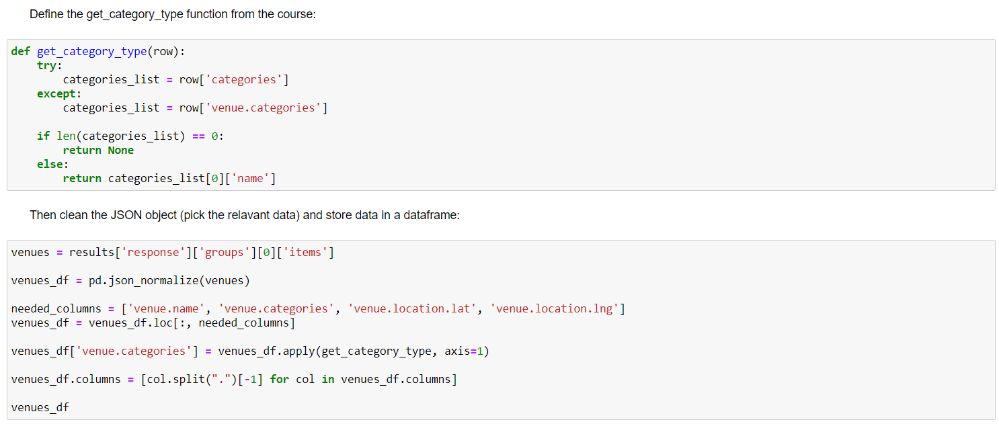 Define the get_category_type function from the course:
def get_category_type(row):
    try:
        categories_list = row['categories']
    except:
        categories_list = row['venue.categories']
    if len(categories_list) == 0:
        return None
    else:
        return categories_list[0]['name']
Then clean the JSON object (pick the relavant data) and store data in a dataframe:
venues = results['response']['groups'][0]['items']
venues_df = pd.json_normalize(venues)
needed_columns = ['venue.name', 'venue.categories', 'venue.location.lat', 'venue.location.lng']
venues_df = venues_df.loc[:, needed_columns]
venues_df['venue.categories'] = venues_df.apply(get_category_type, axis=1)
venues_df.columns = [col.split(".")[-1] for col in venues_df.columns]
venues_df